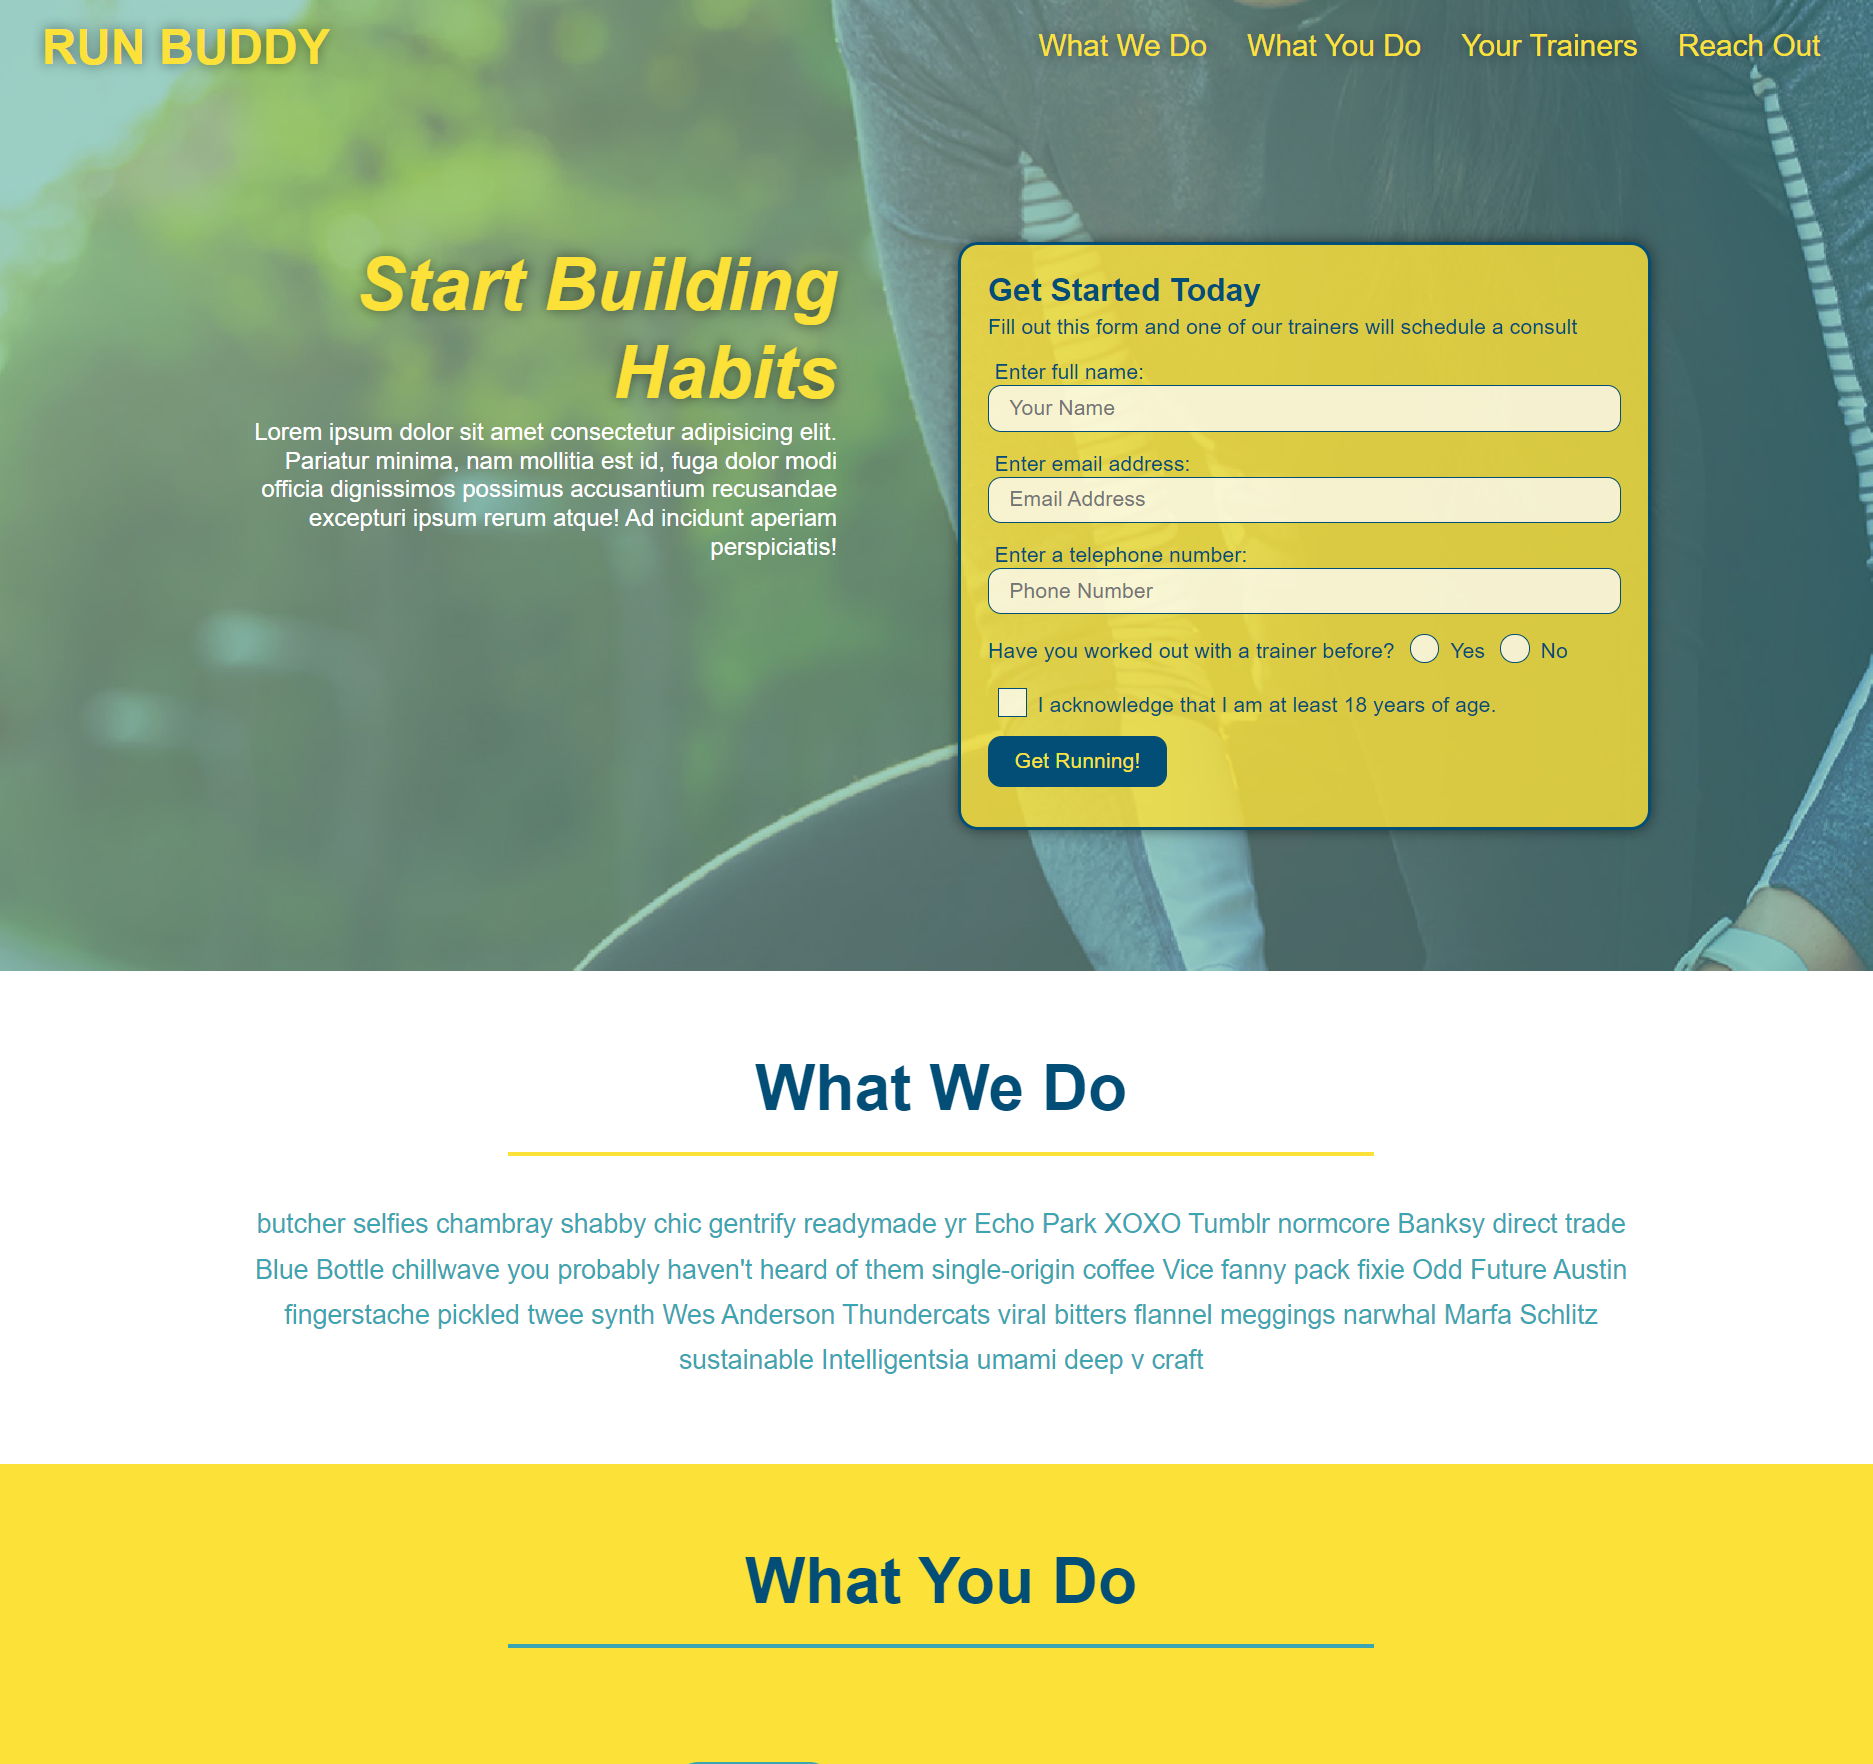 RUN BUDDY
What We Do
What You Do
Your Trainers
Reach Out
Start Building
Habits
Lorem ipsum dolor sit amet consectetur adipisicing elit.
Pariatur minima, nam mollitia est id, fuga dolor modi
officia dignissimos possimus accusantium recusandae
excepturi ipsum rerum atque! Ad incidunt aperiam
perspiciatis!
Get Started Today
Fill out this form and one of our trainers will schedule a consult
Enter full name:
Your Name
Enter email address:
Email Address
Enter a telephone number:
Phone Number
Have you worked out with a trainer before? Yes No
I acknowledge that I am at least 18 years of age.
Get Running!
What We Do
butcher selfies chambray shabby chic gentrify readymade yr Echo Park XOXO Tumblr normcore Banksy direct trade
Blue Bottle chillwave you probably haven't heard of them single-origin coffee Vice fanny pack fixie Odd Future Austin
fingerstache pickled twee synth Wes Anderson Thundercats viral bitters flannel meggings narwhal Marfa Schlitz
sustainable Intelligentsia umami deep v craft
What You Do